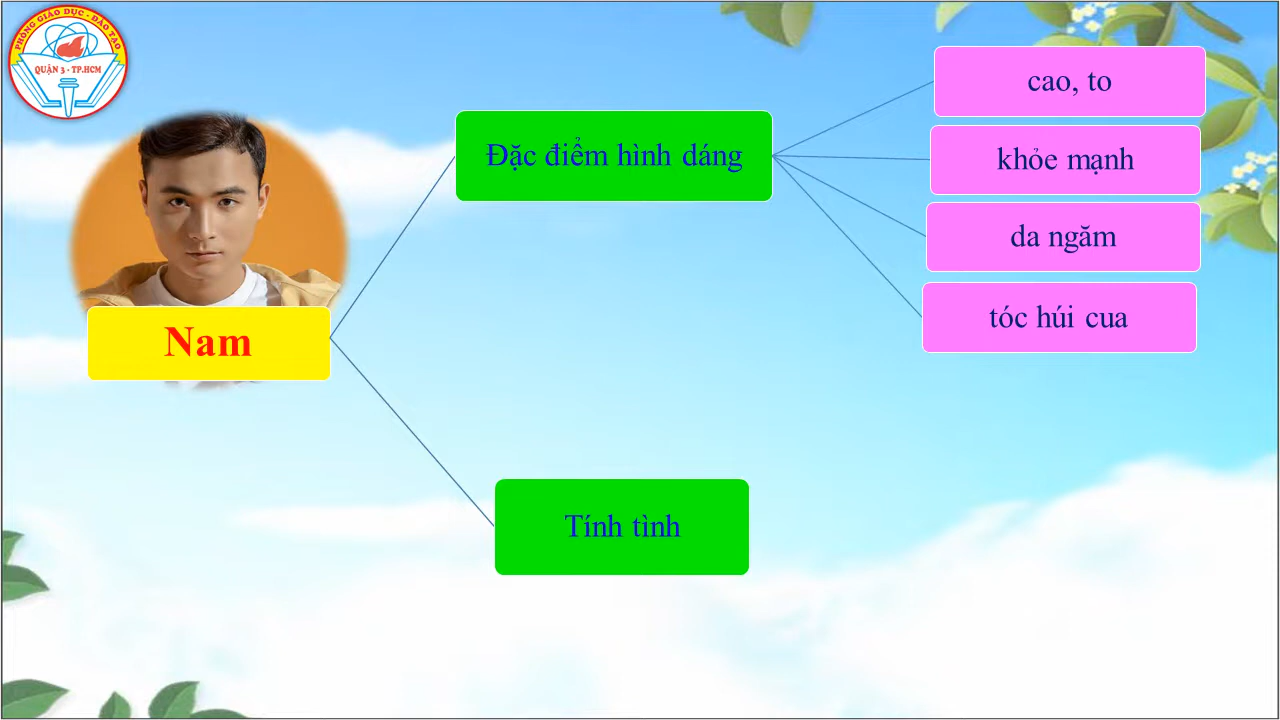 PHÒNG GIÁO DỤC - ĐÀO TẠO
QUẬN 3 - TP.HCM
Nam
Đặc điểm hình dáng
cao, to
khỏe mạnh
da ngăm
tóc húi cua
Tính tình